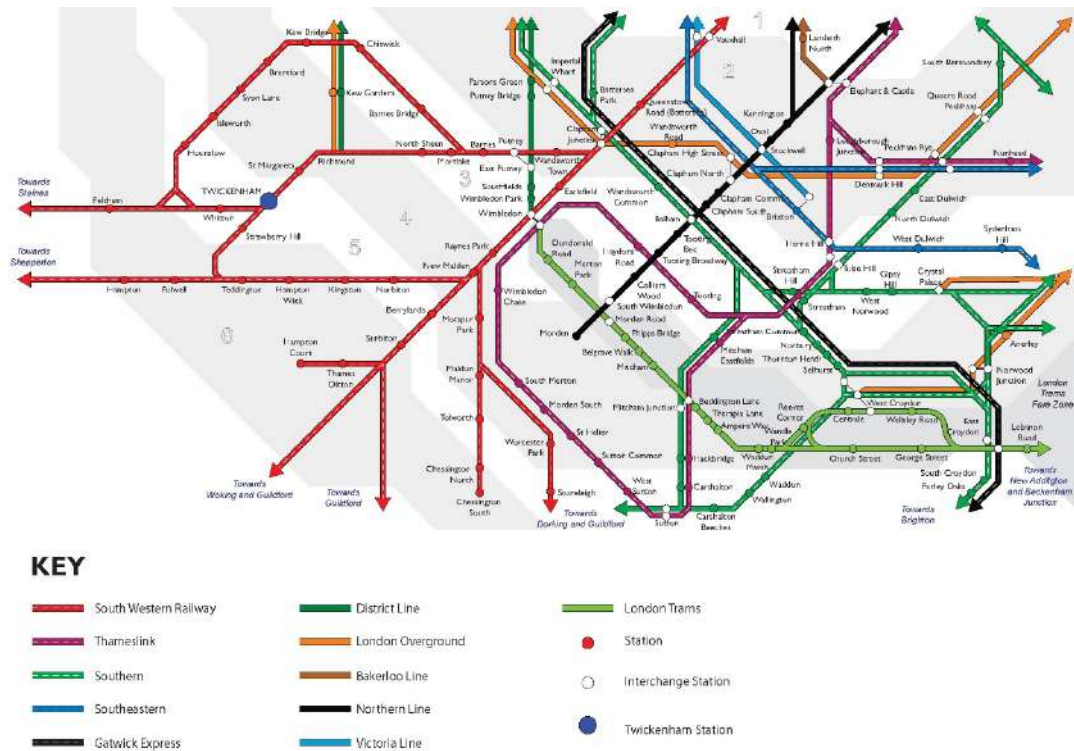 Kew Bridge
Chiswick
Brentford
Syon Lane
Isleworth
Hounslow
Kew Gardens
Barnes Bridge
St Margarets
Richmond
North Sheen
Mortlake
Barnes
Putney
East Putney
Wandsworth
Town
Towards
Staines
Feltham
TWICKENHAM
Whitton
Strawberry Hill
Towards
Shepperton
Hampton
Fulwell
Teddington
Hampton
Wick
Kingston
Norbiton
New Malden
Raynes Park
Berrylands
Surbiton
Hampton
Court
Thames
Ditton
Motspur
Park
Malden
Manor
Tolworth
Chessington
North
Chessington
South
Worcester
Park
Stoneleigh
Towards
Woking and Guildford
Towards
Guildford
Towards
Dorking and Guildford
1
2
3
4
5
6
Parsons Green
Putney Bridge
Imperial
Wharf
Battersea
Park
Vauxhall
Queenstown
Road (Battersea)
Clapham
Junction
Wandsworth
Road
Clapham High Street
Clapham North
Clapham Common
Clapham South
Brixton
Lambeth
North
Elephant & Castle
Kennington
Oval
Stockwell
Loughborough
Junction
South Bermondsey
Queens Road
Peckham
Peckham Rye
Nunhead
Denmark Hill
East Dulwich
North Dulwich
Southfields
Wimbledon Park
Wimbledon
Earlsfield
Wandsworth
Common
Balham
Tooting
Bec
Tooting Broadway
Dundonald
Road
Merton
Park
Haydons
Road
Colliers
Wood
South Wimbledon
Morden Road
Phipps Bridge
Morden
Belgrave Walk
Mitcham
Tooting
Herne Hill
West Dulwich
Sydenham
Hill
Tulse Hill
Streatham
Hill
Gipsy
Hill
Crystal
Palace
West
Norwood
Streatham
Streatham Common
Norbury
Thornton Heath
Selhurst
Mitcham
Eastfields
Wimbledon
Chase
South Merton
Morden South
St Helier
Sutton Common
West
Sutton
Sutton
Mitcham Junction
Beddington Lane
Therapia Lane
Ampere Way
Hackbridge
Carshalton
Carshalton
Beeches
Wallington
Waddon
Waddon
Marsh
Wandle
Park
Reeves
Corner
Centrale
West Croydon
Wellesley Road
Church Street
George Street
East
Croydon
Lebanon
Road
South Croydon
Purley Oaks
Anerley
Norwood
Junction
London
Trams
Fare Zone
Towards
Brighton
Towards
New Addington
and Beckenham
Junction
KEY
South Western Railway
Thameslink
Southern
Southeastern
Gatwick Express
District Line
London Overground
Bakerloo Line
Northern Line
Victoria Line
London Trams
Station
Interchange Station
Twickenham Station